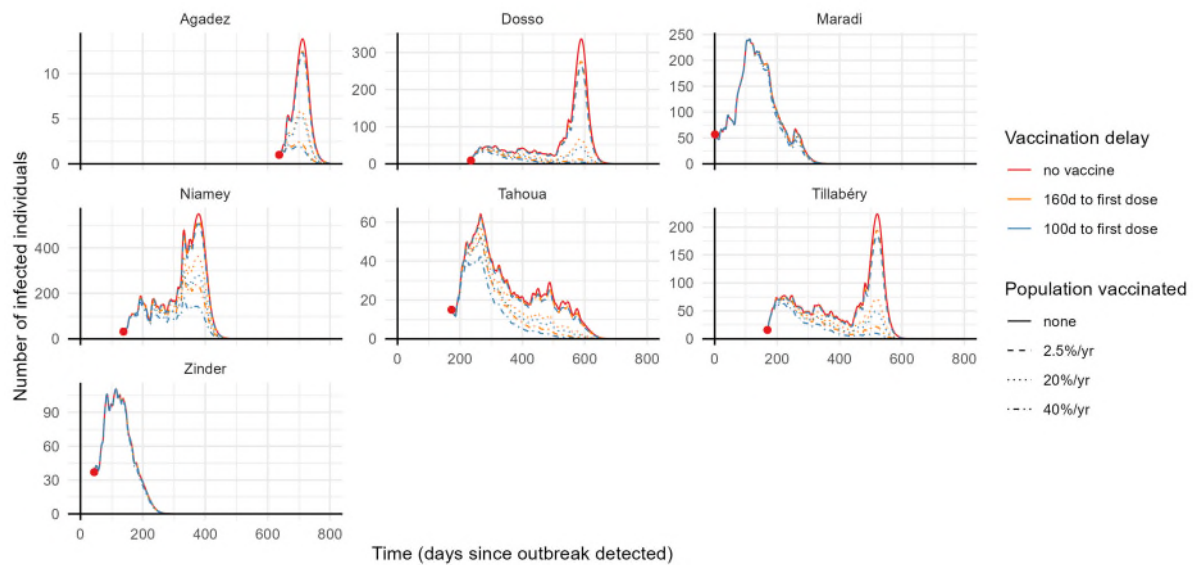 Agadez
Dosso
Maradi
10
5
0
300
200
100
0
250
200
150
100
50
0
Niamey
Tahoua
Tillabéry
400
200
0
60
40
20
0
200
150
100
50
0
0 200 400 600 800
0 200 400 600 800
Zinder
90
60
30
0
0 200 400 600 800
Number of infected individuals
Time (days since outbreak detected)
Vaccination delay
no vaccine
160d to first dose
100d to first dose
Population vaccinated
none
2.5%/yr
20%/yr
40%/yr